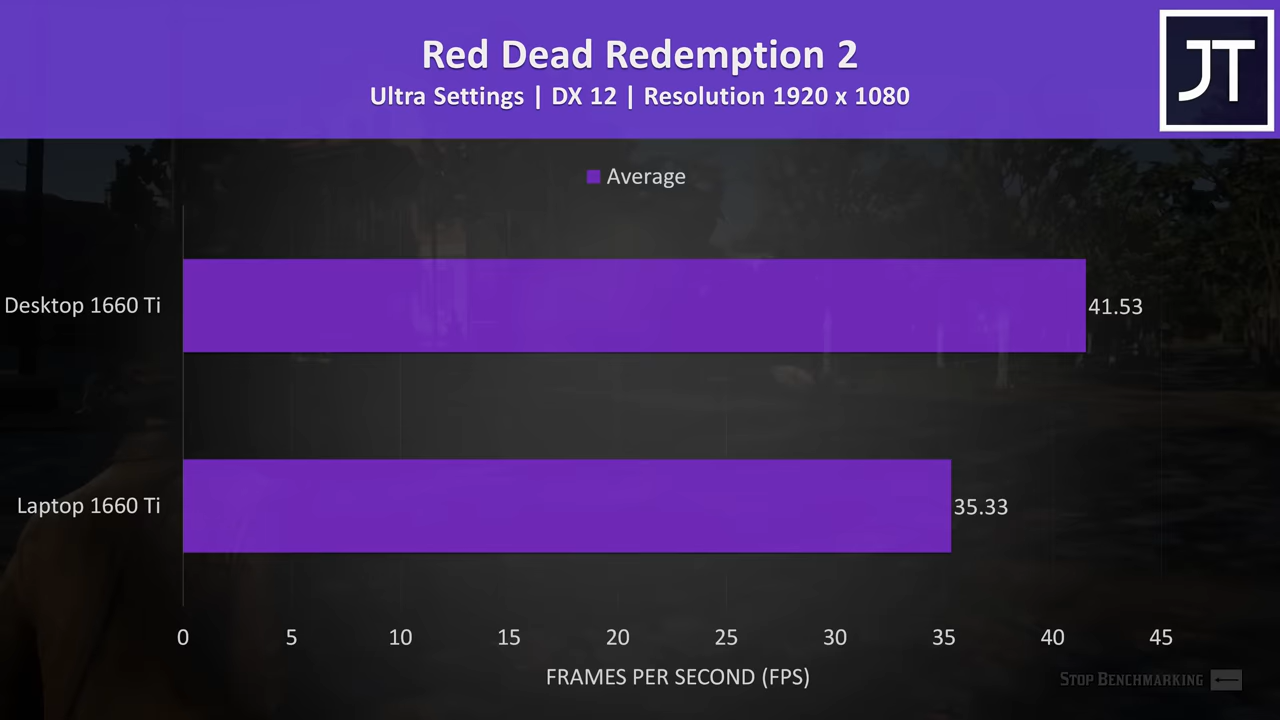 Red Dead Redemption 2
Ultra Settings | DX 12 | Resolution 1920 x 1080
JT
Average
Desktop 1660 Ti
41.53
Laptop 1660 Ti
35.33
0 5 10 15 20 25 30 35 40 45
FRAMES PER SECOND (FPS)
STOP BENCHMARKING